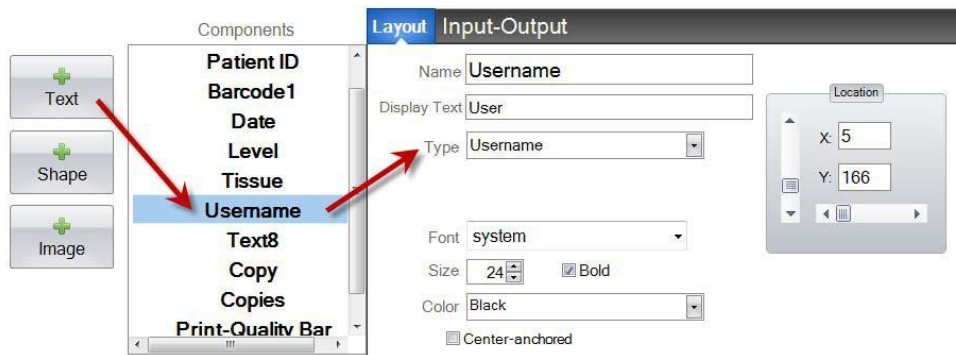 Components
Text
Shape
Image
Patient ID
Barcode1
Date
Level
Tissue
Username
Text8
Copy
Copies
Print-Quality Bar
Layout Input-Output
Name Username
Display Text User
Type Username
Font system
Size 24 Bold
Color Black
Center-anchored
Location
X: 5
Y: 166